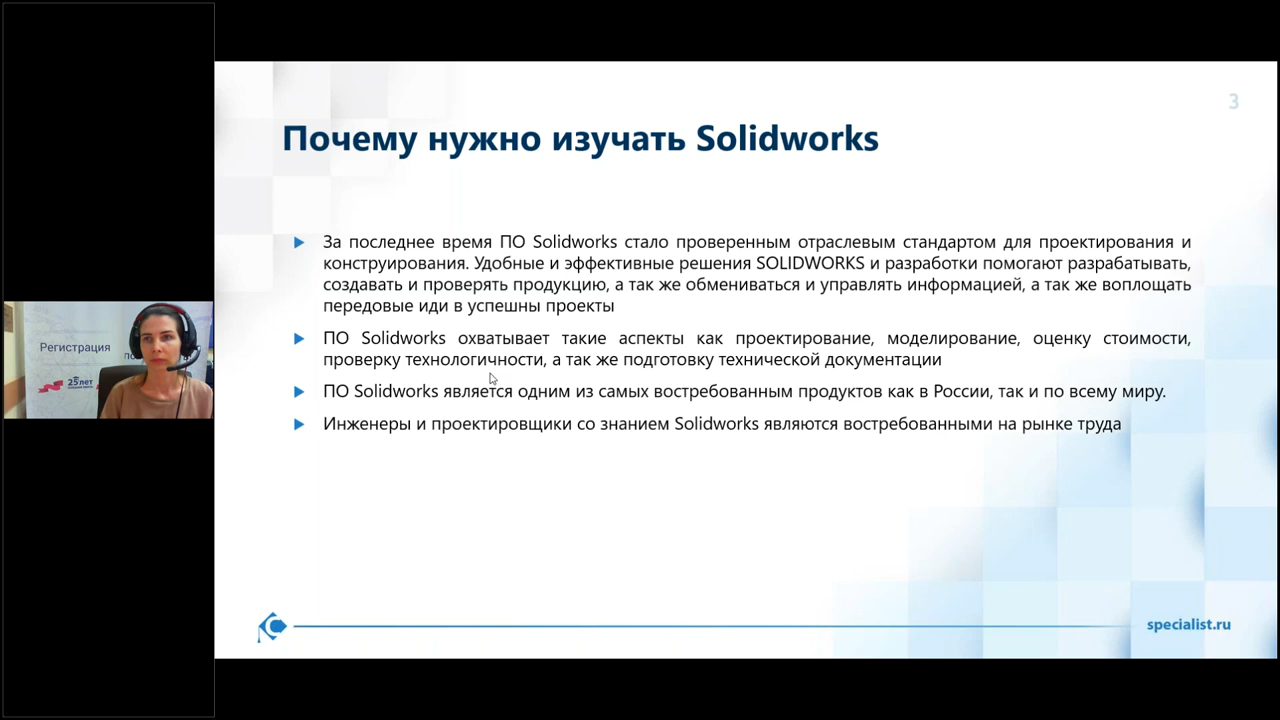 3
Почему нужно изучать Solidworks
За последнее время ПО Solidworks стало проверенным отраслевым стандартом для проектирования и
конструирования. Удобные и эффективные решения SOLIDWORKS и разработки помогают разрабатывать,
создавать и проверять продукцию, а так же обмениваться и управлять информацией, а так же воплощать
передовые иди в успешны проекты
ПО Solidworks охватывает такие аспекты как проектирование, моделирование, оценку стоимости,
проверку технологичности, а так же подготовку технической документации
ПО Solidworks является одним из самых востребованным продуктов как в России, так и по всему миру.
Инженеры и проектировщики со знанием Solidworks являются востребованными на рынке труда
Регистрация
25 лет
specialist.ru